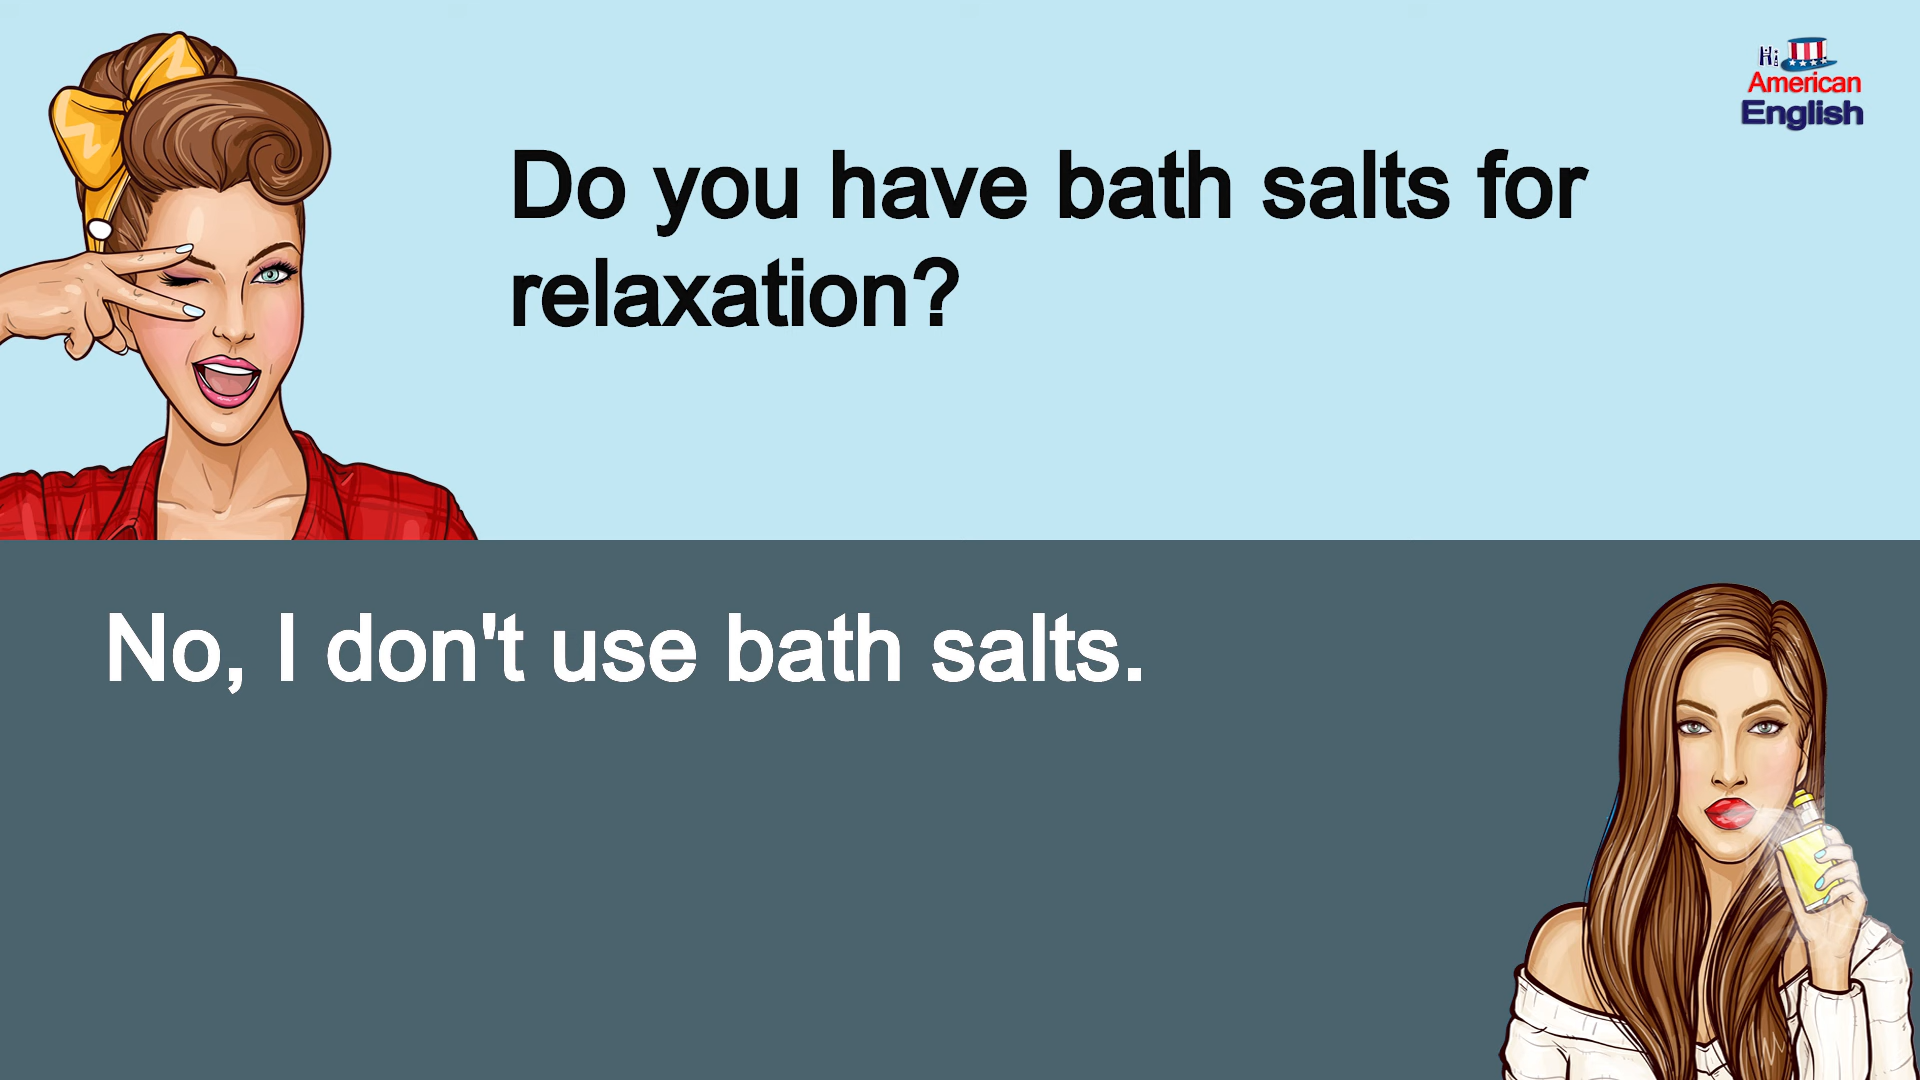 Hi
American
English
Do you have bath salts for
relaxation?
No, I don't use bath salts.